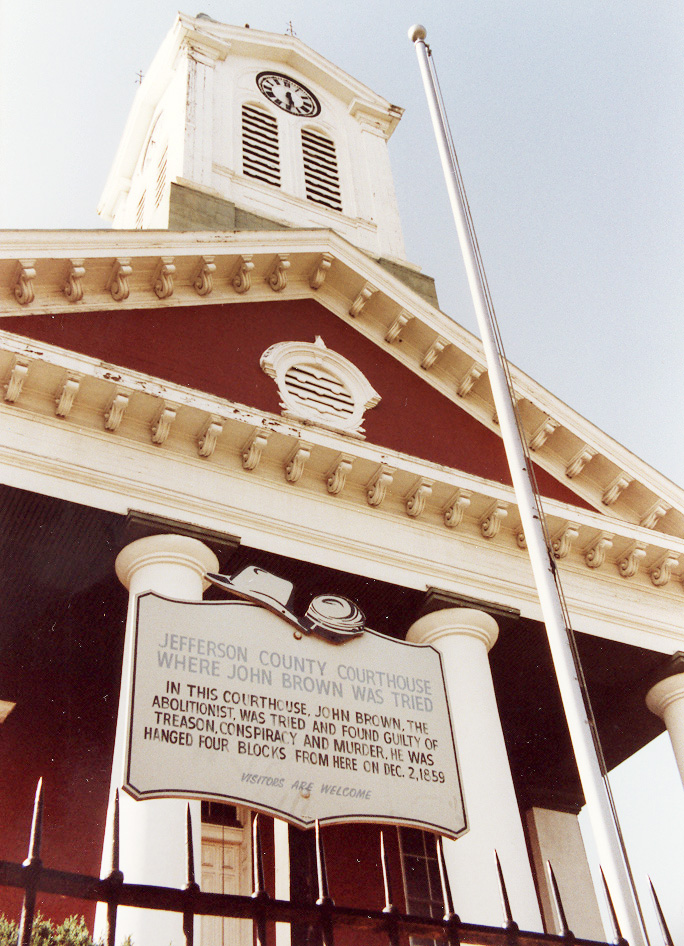 JEFFERSON COUNTY COURTHOUSE
WHERE JOHN BROWN WAS TRIED
IN THIS COURTHOUSE, JOHN BROWN, THE
ABOLITIONIST, WAS TRIED AND FOUND GUILTY OF
TREASON, CONSPIRACY AND MURDER. HE WAS
HANGED FOUR BLOCKS FROM HERE ON DEC. 2, 1859
VISITORS ARE WELCOME